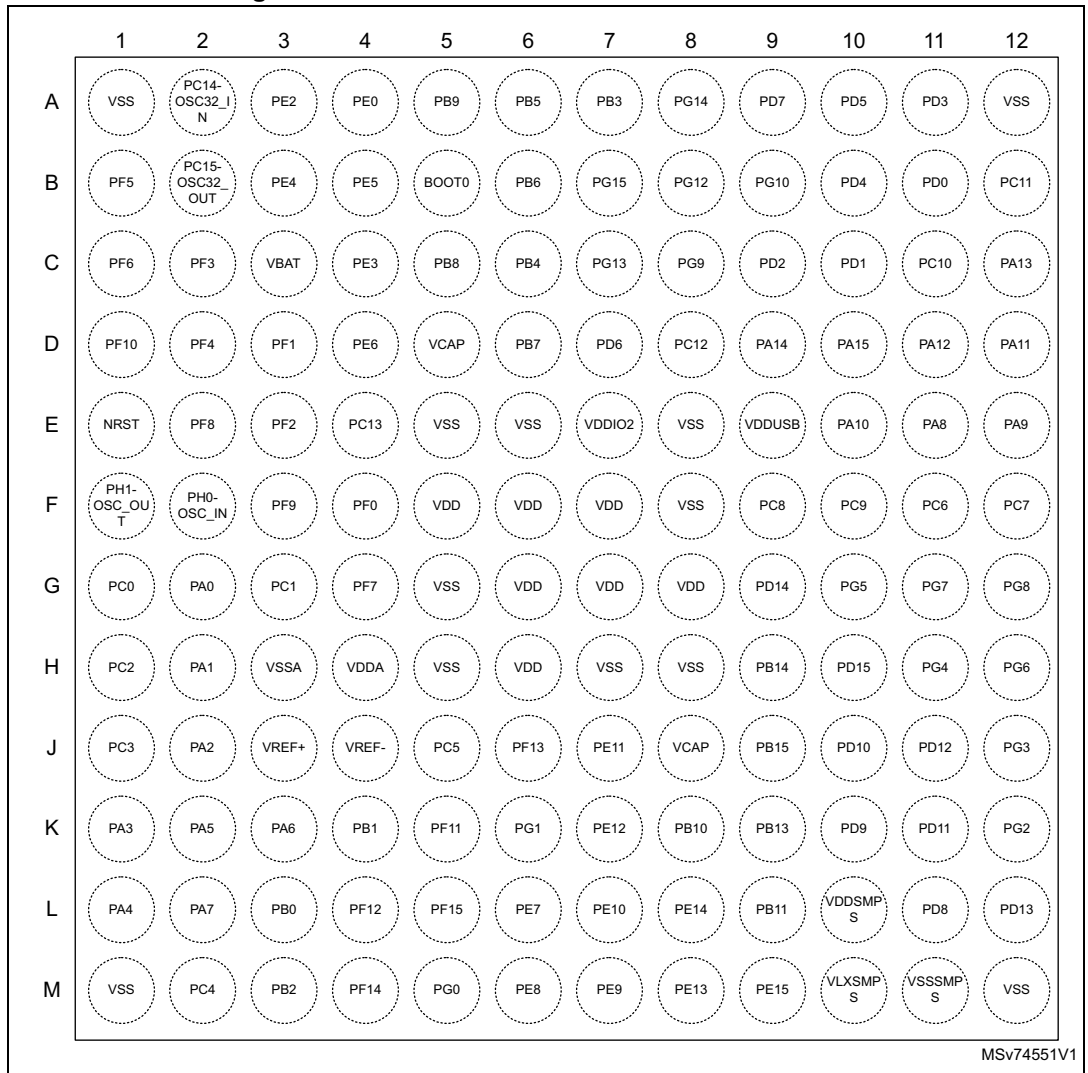 1 2 3 4 5 6 7 8 9 10 11 12
A VSS PC14-OSC32_IN PE2 PE0 PB9 PB5 PB3 PG14 PD7 PD5 PD3 VSS
B PF5 PC15-OSC32_OUT PE4 PE5 BOOT0 PB6 PG15 PG12 PG10 PD4 PD0 PC11
C PF6 PF3 VBAT PE3 PB8 PB4 PG13 PG9 PD2 PD1 PC10 PA13
D PF10 PF4 PF1 PE6 VCAP PB7 PD6 PC12 PA14 PA15 PA12 PA11
E NRST PF8 PF2 PC13 VSS VSS VDDIO2 VSS VDDUSB PA10 PA8 PA9
F PH1-OSC_OUT PH0-OSC_IN PF9 PF0 VDD VDD VDD VSS PC8 PC9 PC6 PC7
G PC0 PA0 PC1 PF7 VSS VDD VDD VDD PD14 PG5 PG7 PG8
H PC2 PA1 VSSA VDDA VSS VDD VSS VSS PB14 PD15 PG4 PG6
J PC3 PA2 VREF+ VREF- PC5 PF13 PE11 VCAP PB15 PD10 PD12 PG3
K PA3 PA5 PA6 PB1 PF11 PG1 PE12 PB10 PB13 PD9 PD11 PG2
L PA4 PA7 PB0 PF12 PF15 PE7 PE10 PE14 PB11 VDDSMPS PD8 PD13
M VSS PC4 PB2 PF14 PG0 PE8 PE9 PE13 PE15 VLXSMPS VSSSMPS VSS
MSv74551V1